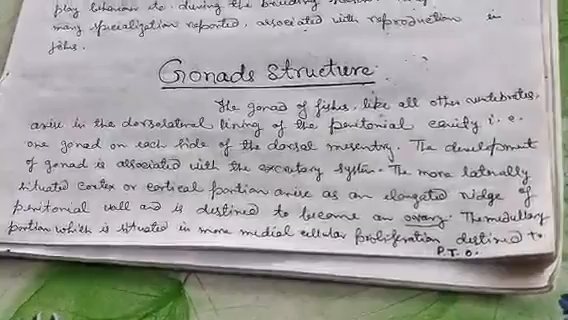 play behaviour etc. during the breeding
many specialization reported, associated with reproduction in
fishes.
Gonads Structure
The gonad of fishes, like all other vertebrates,
arise in the dorsolateral lining of the peritonial cavity i.e.
one gonad on each side of the dorsal mesentry. The development
of gonad is associated with the excretory system. The more laterally
situated cortex or cortical portion arise as an elongated ridge of
peritonial wall and is destined to become an ovary. The medullary
portion which is situated in more medial cellular proliferation destined to
P.T.O.